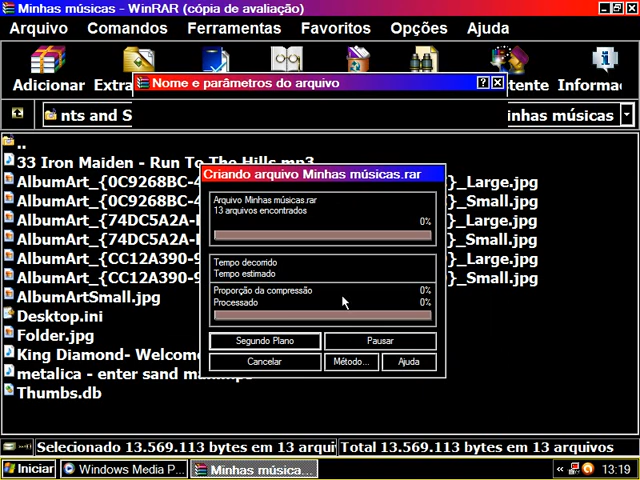 Minhas músicas - WinRAR (cópia de avaliação)
Arquivo Comandos Ferramentas Favoritos Opções Ajuda
Adicionar Extra tente Informa
Nome e parâmetros do arquivo
nts and S inhas músicas
..
33 Iron Maiden - Run To The Hills.mp3
AlbumArt_{0C9268BC-4 }_Large.jpg
AlbumArt_{0C9268BC-4 }_Small.jpg
AlbumArt_{74DC5A2A-D }_Large.jpg
AlbumArt_{74DC5A2A- }_Small.jpg
AlbumArt_{CC12A390-9 }_Large.jpg
AlbumArt_{CC12A390-9 }_Small.jpg
AlbumArtSmall.jpg
Desktop.ini
Folder.jpg
King Diamond- Welcome
metalica - enter sand
Thumbs.db
Criando arquivo Minhas músicas.rar
Arquivo Minhas músicas.rar
13 arquivos encontrados
0%
Tempo decorrido
Tempo estimado
Proporção da compressão 0%
Processado 0%
Segundo Plano Pausar
Cancelar Método... Ajuda
Selecionado 13.569.113 bytes em 13 arqui Total 13.569.113 bytes em 13 arquivos
Iniciar Windows Media P... Minhas música... « 13:19